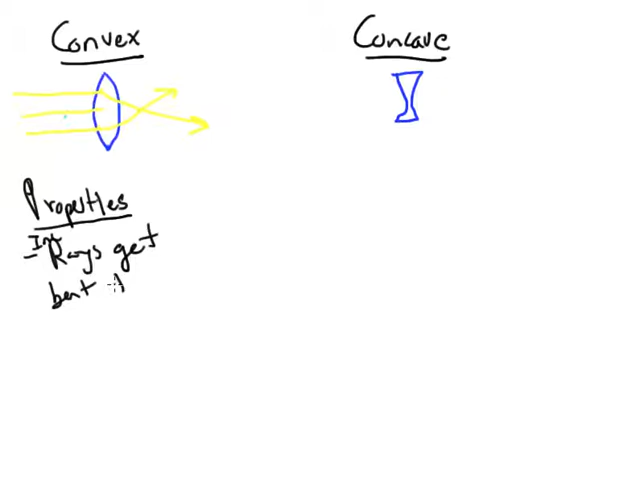 Convex
Concave
Properties
- Rays get
bent